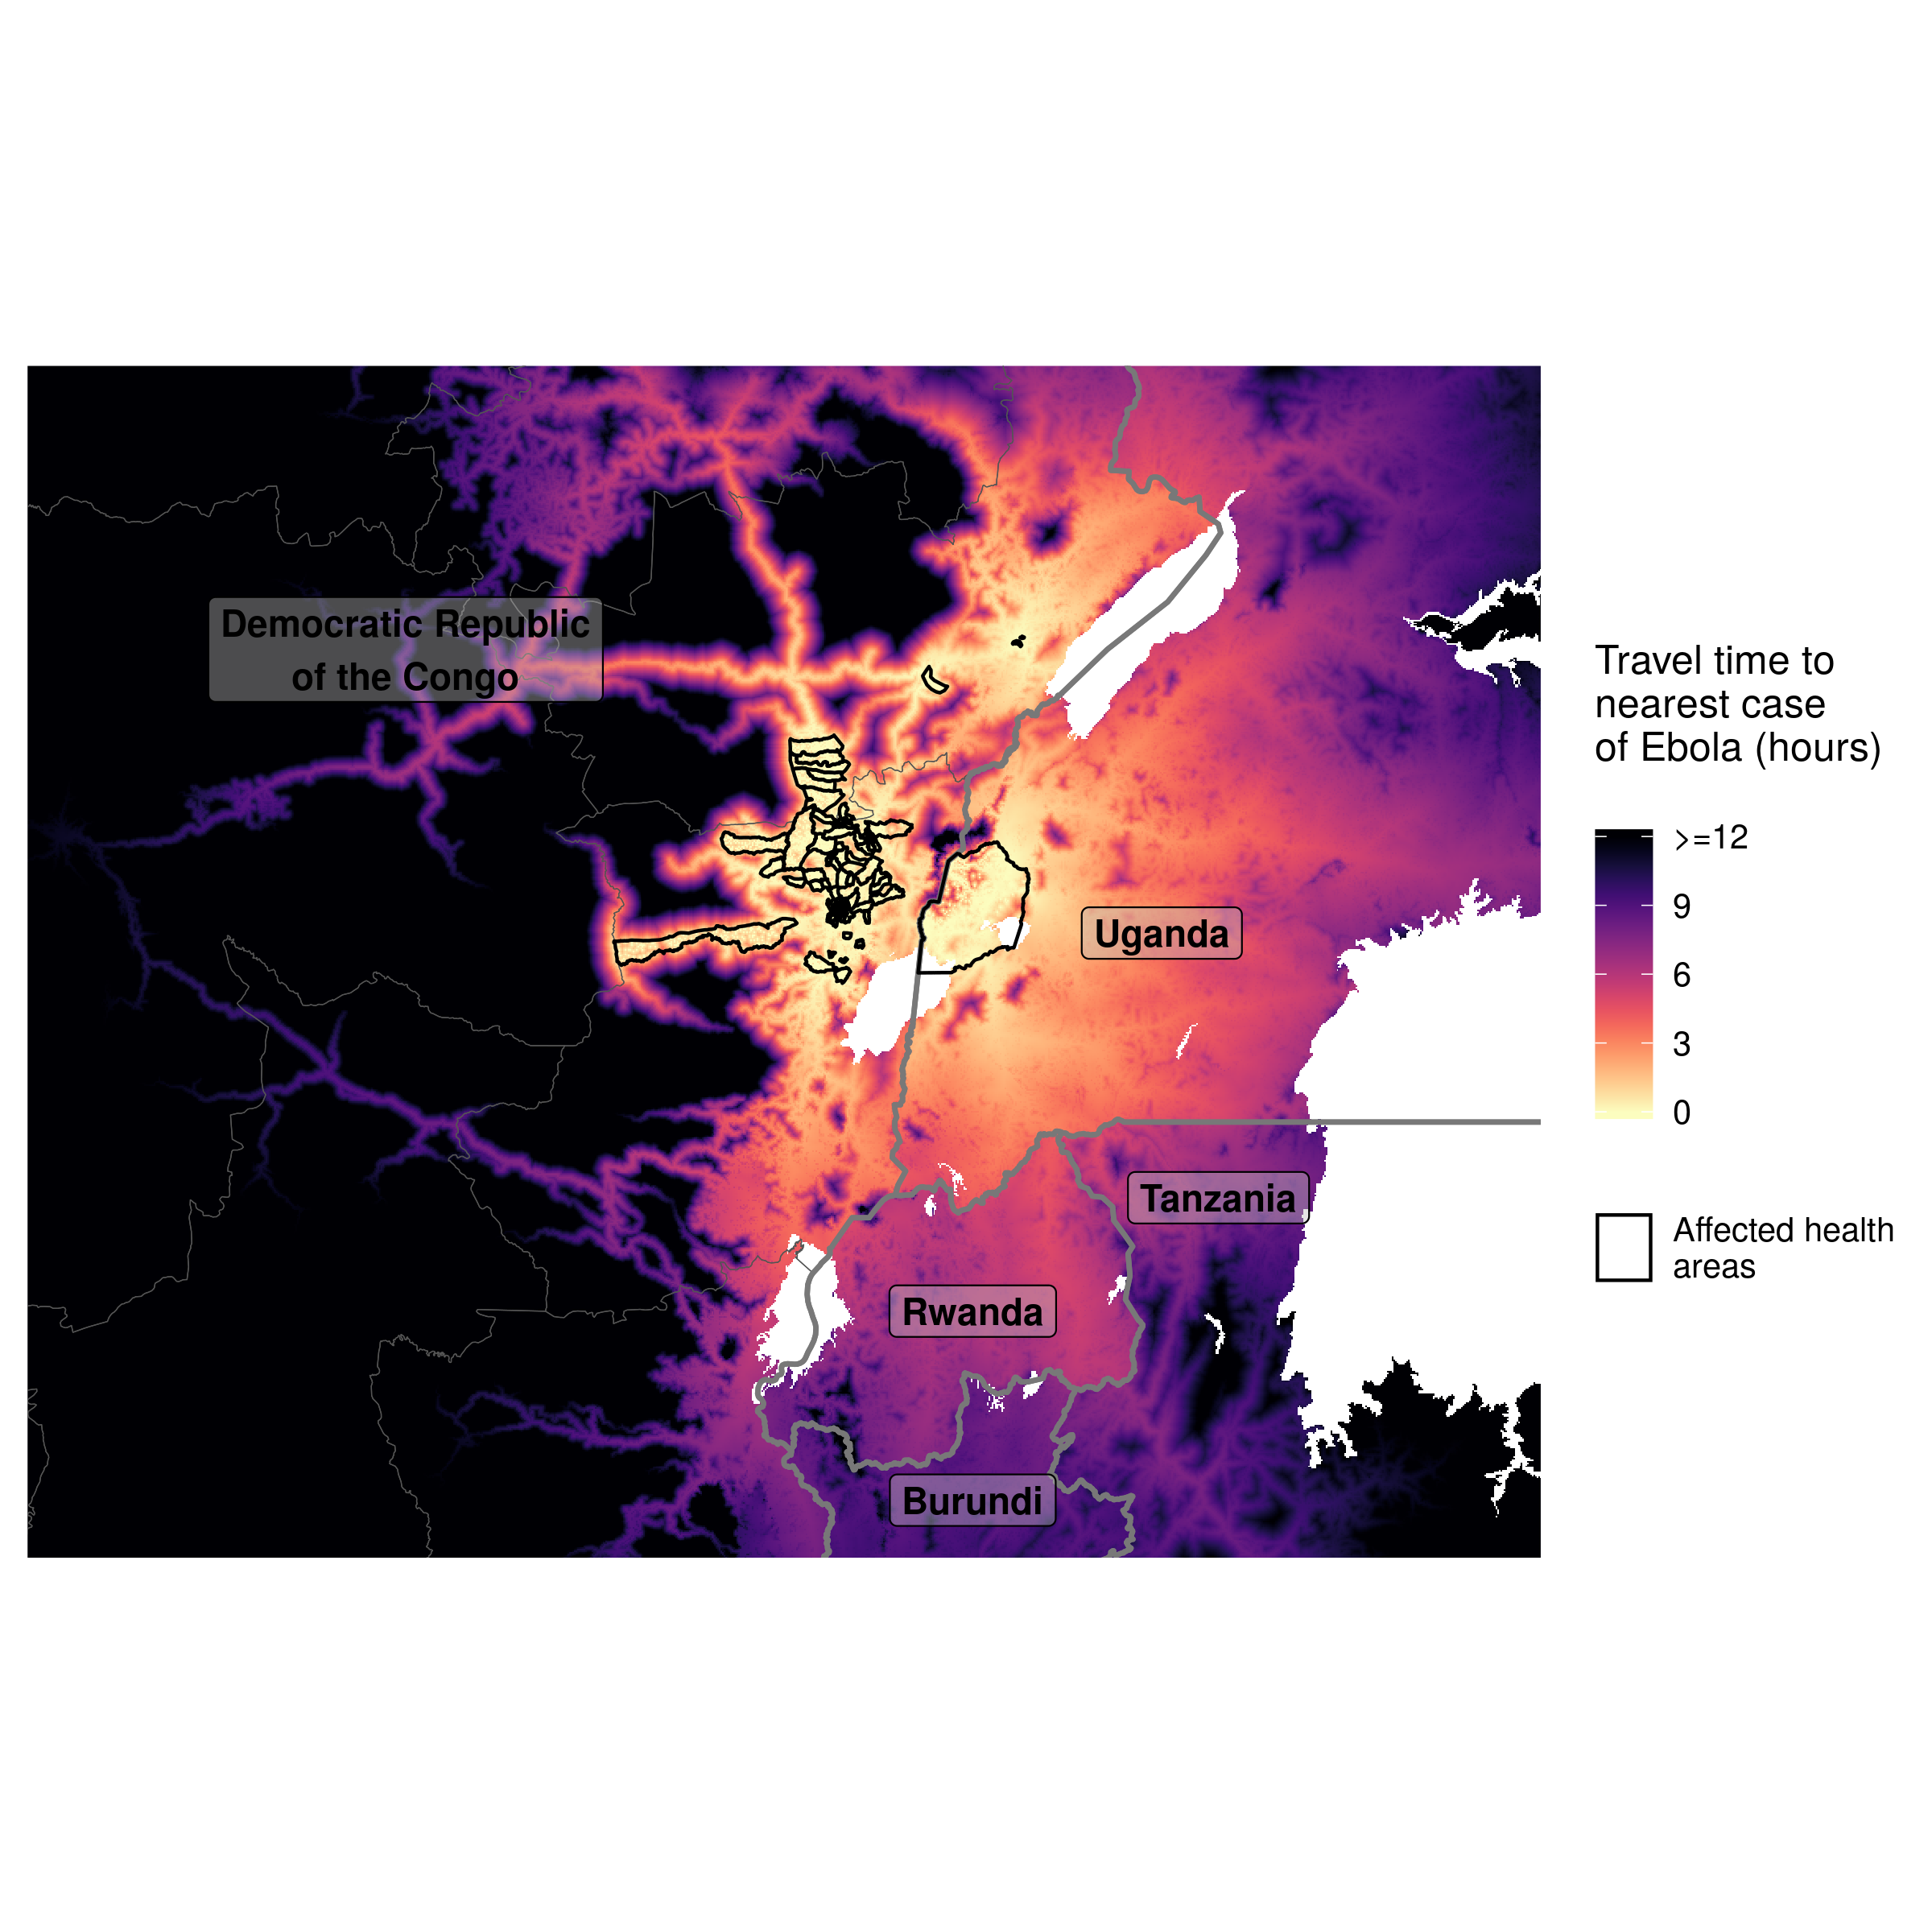 Democratic Republic
of the Congo
Uganda
Tanzania
Rwanda
Burundi
Travel time to
nearest case
of Ebola (hours)
>=12
9
6
3
0
Affected health
areas